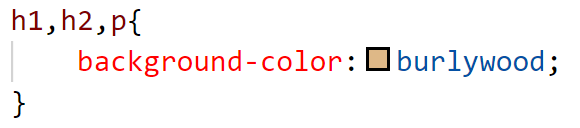 h1,h2,p{
    background-color: burlywood;
}